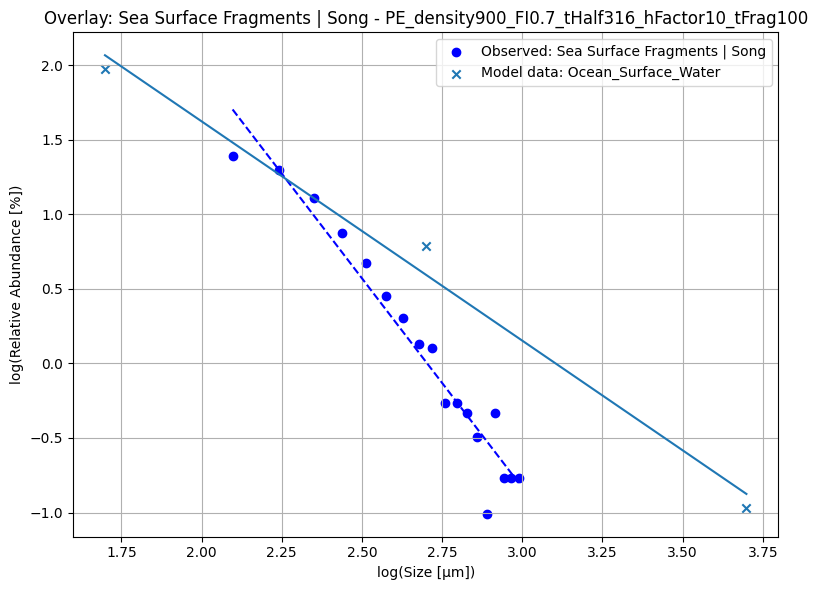 Overlay: Sea Surface Fragments | Song - PE_density900_FI0.7_tHalf316_hFactor10_tFrag100
Observed: Sea Surface Fragments | Song
Model data: Ocean_Surface_Water
log(Relative Abundance [%])
2.0
1.5
1.0
0.5
0.0
−0.5
−1.0
1.75 2.00 2.25 2.50 2.75 3.00 3.25 3.50 3.75
log(Size [μm])